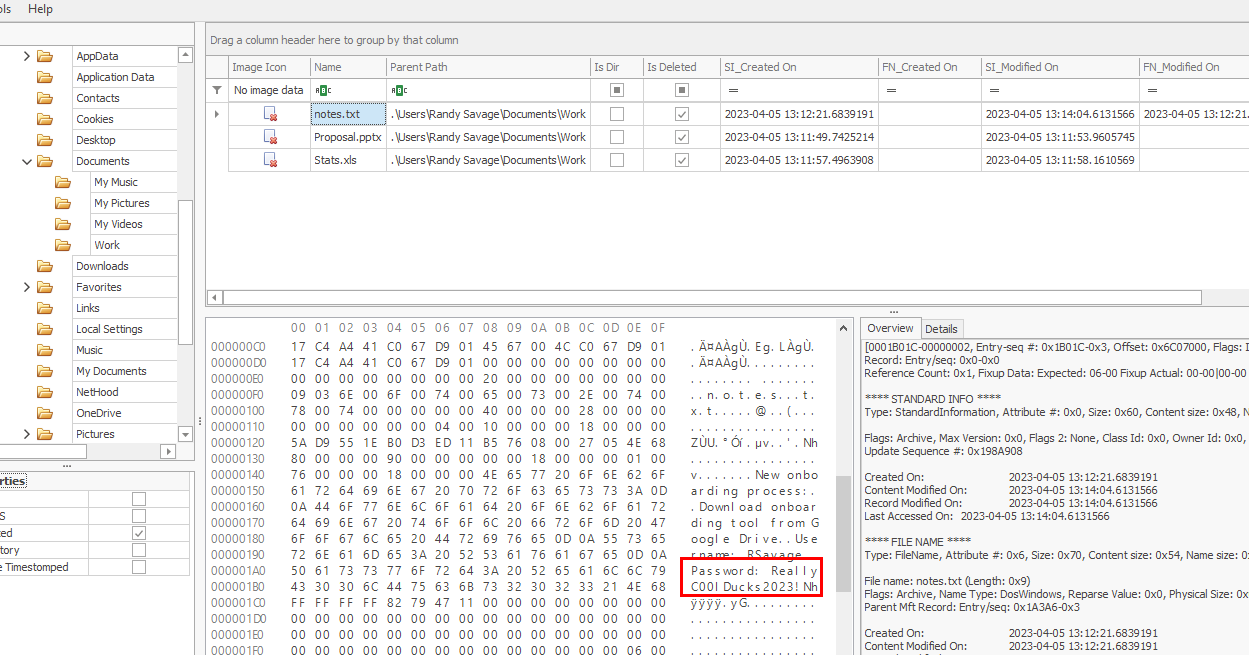 ols Help
Drag a column header here to group by that column
AppData
Application Data
Contacts
Cookies
Desktop
Documents
My Music
My Pictures
My Videos
Work
Downloads
Favorites
Links
Local Settings
Music
My Documents
NetHood
OneDrive
Pictures
Image Icon Name Parent Path Is Dir Is Deleted SI_Created On FN_Created On SI_Modified On FN_Modified On
No image data = = = =
notes.txt .\Users\Randy Savage\Documents\Work 2023-04-05 13:12:21.6839191 2023-04-05 13:14:04.6131566 2023-04-05 13:12:21.
Proposal.pptx .\Users\Randy Savage\Documents\Work 2023-04-05 13:11:49.7425214 2023-04-05 13:11:53.9605745
Stats.xls .\Users\Randy Savage\Documents\Work 2023-04-05 13:11:57.4963908 2023-04-05 13:11:58.1610569
rties
S
ted
tory
e Timestomped
00 01 02 03 04 05 06 07 08 09 0A 0B 0C 0D 0E 0F
000000C0 17 C4 A4 41 C0 67 D9 01 45 67 00 4C C0 67 D9 01 .Ä¤AÀgÙ.Eg.LÀgÙ.
000000D0 17 C4 A4 41 C0 67 D9 01 00 00 00 00 00 00 00 00 .Ä¤AÀgÙ.........
000000E0 00 00 00 00 00 00 00 00 20 00 00 00 00 00 00 00 ........ .......
000000F0 09 03 6E 00 6F 00 74 00 65 00 73 00 2E 00 74 00 ..n.o.t.e.s...t.
00000100 78 00 74 00 00 00 00 00 40 00 00 00 28 00 00 00 x.t.....@...(...
00000110 00 00 00 00 00 00 04 00 10 00 00 00 18 00 00 00 ................
00000120 5A D9 55 1E B0 D3 ED 11 B5 76 08 00 27 05 4E 68 ZÙU.°Óí.µv..'.Nh
00000130 80 00 00 00 90 00 00 00 00 00 18 00 00 00 01 00 ................
00000140 76 00 00 00 18 00 00 00 4E 65 77 20 6F 6E 62 6F v.......New onbo
00000150 61 72 64 69 6E 67 20 70 72 6F 63 65 73 73 3A 0D arding process:.
00000160 0A 44 6F 77 6E 6C 6F 61 64 20 6F 6E 62 6F 61 72 .Download onboar
00000170 64 69 6E 67 20 74 6F 6F 6C 20 66 72 6F 6D 20 47 ding tool from G
00000180 6F 6F 67 6C 65 20 44 72 69 76 65 0D 0A 55 73 65 oogle Drive..Use
00000190 72 6E 61 6D 65 3A 20 52 53 61 76 61 67 65 0D 0A rname: RSavage..
000001A0 50 61 73 73 77 6F 72 64 3A 20 52 65 61 6C 6C 79 Password: Really
000001B0 43 30 30 6C 44 75 63 6B 73 32 30 32 33 21 4E 68 C00lDucks2023!Nh
000001C0 FF FF FF FF 82 79 47 11 00 00 00 00 00 00 00 00 ÿÿÿÿ.yG.........
000001D0 00 00 00 00 00 00 00 00 00 00 00 00 00 00 00 00 ................
000001E0 00 00 00 00 00 00 00 00 00 00 00 00 00 00 00 00 ................
000001F0 00 00 00 00 00 00 00 00 00 00 00 00 00 00 06 00 ................
Overview Details
[0001B01C-00000002, Entry-seq #: 0x1B01C-0x3, Offset: 0x6C07000, Flags: I
Record: Entry/seq: 0x0-0x0
Reference Count: 0x1, Fixup Data: Expected: 06-00 Fixup Actual: 00-00|00-00
**** STANDARD INFO ****
Type: StandardInformation, Attribute #: 0x0, Size: 0x60, Content size: 0x48, N
Flags: Archive, Max Version: 0x0, Flags 2: None, Class Id: 0x0, Owner Id: 0x0,
Update Sequence #: 0x198A908
Created On: 2023-04-05 13:12:21.6839191
Content Modified On: 2023-04-05 13:14:04.6131566
Record Modified On: 2023-04-05 13:14:04.6131566
Last Accessed On: 2023-04-05 13:14:04.6131566
**** FILE NAME ****
Type: FileName, Attribute #: 0x6, Size: 0x70, Content size: 0x54, Name size: 0x
File name: notes.txt (Length: 0x9)
Flags: Archive, Name Type: DosWindows, Reparse Value: 0x0, Physical Size: 0x
Parent Mft Record: Entry/seq: 0x1A3A6-0x3
Created On: 2023-04-05 13:12:21.6839191
Content Modified On: 2023-04-05 13:12:21.6839191